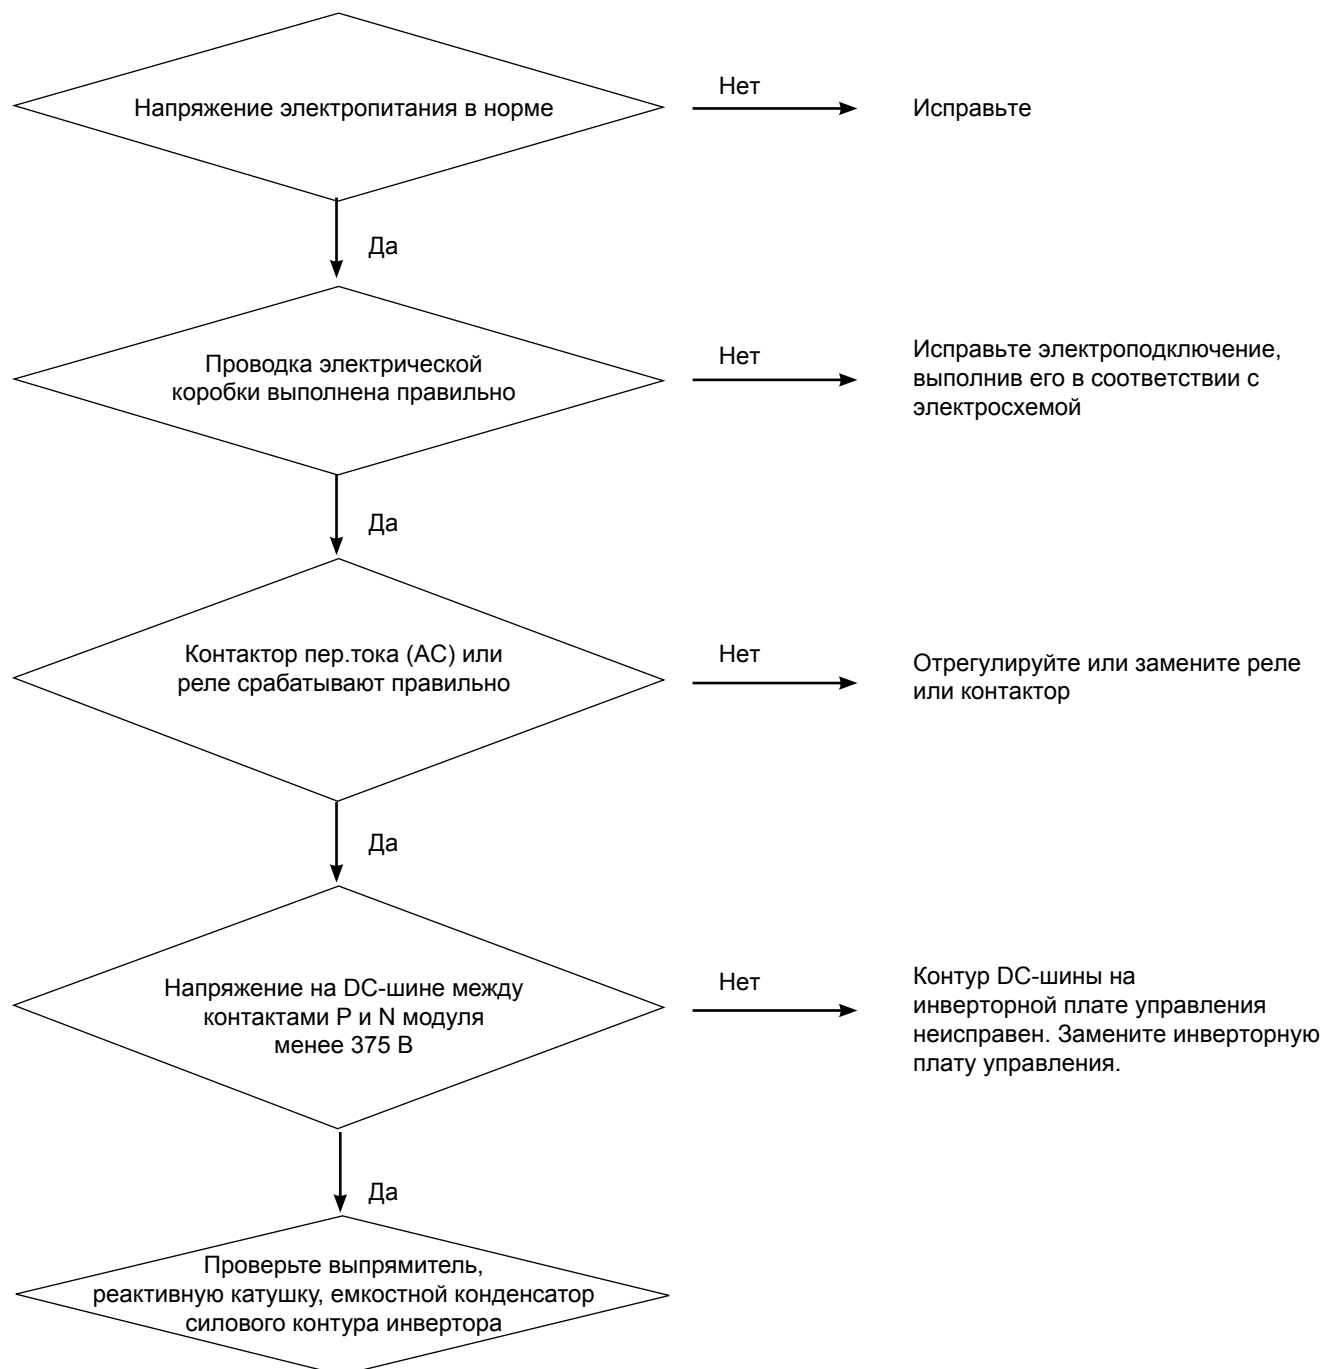 Напряжение электропитания в норме
Нет
Исправьте
Да
Проводка электрической
коробки выполнена правильно
Нет
Исправьте электроподключение,
выполнив его в соответствии с
электросхемой
Да
Контактор пер.тока (AC) или
реле срабатывают правильно
Нет
Отрегулируйте или замените реле
или контактор
Да
Напряжение на DC-шине между
контактами P и N модуля
менее 375 В
Нет
Контур DC-шины на
инверторной плате управления
неисправен. Замените инверторную
плату управления.
Да
Проверьте выпрямитель,
реактивную катушку, емкостной конденсатор
силового контура инвертора